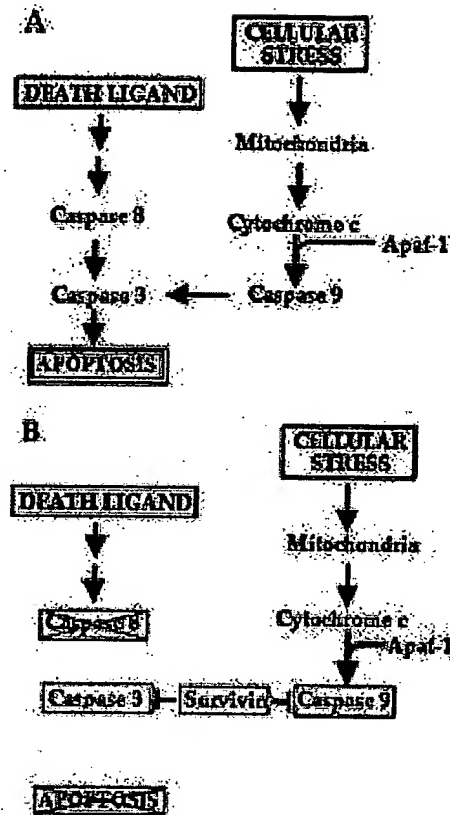 A
CELLULAR
STRESS
DEATH LIGAND
Mitochondria
Caspase 8
Cytochrome c
Apaf-1
Caspase 3
Caspase 9
APOPTOSIS
B
CELLULAR
STRESS
DEATH LIGAND
Mitochondria
Caspase 8
Cytochrome c
Apaf-1
Caspase 3
Survivin
Caspase 9
APOPTOSIS